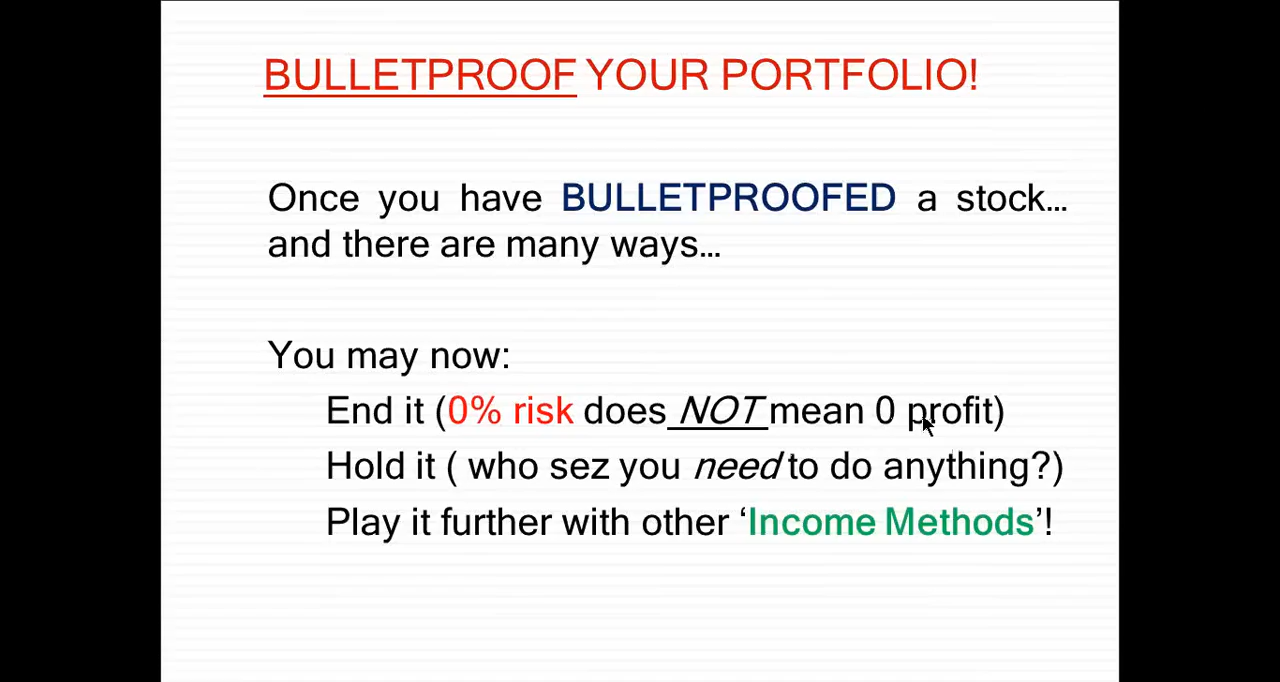 BULLETPROOF YOUR PORTFOLIO!
Once you have BULLETPROOFED a stock...
and there are many ways...
You may now:
End it (0% risk does NOT mean 0 profit)
Hold it ( who sez you need to do anything?)
Play it further with other ‘Income Methods’!